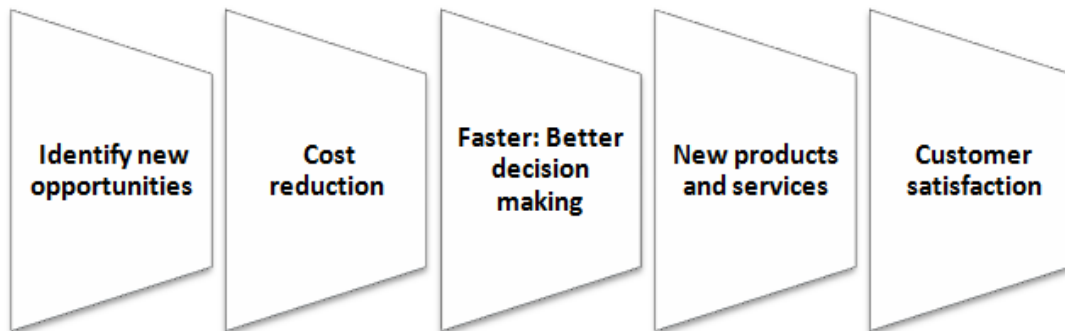 Identify new
opportunities
Cost
reduction
Faster: Better
decision
making
New products
and services
Customer
satisfaction